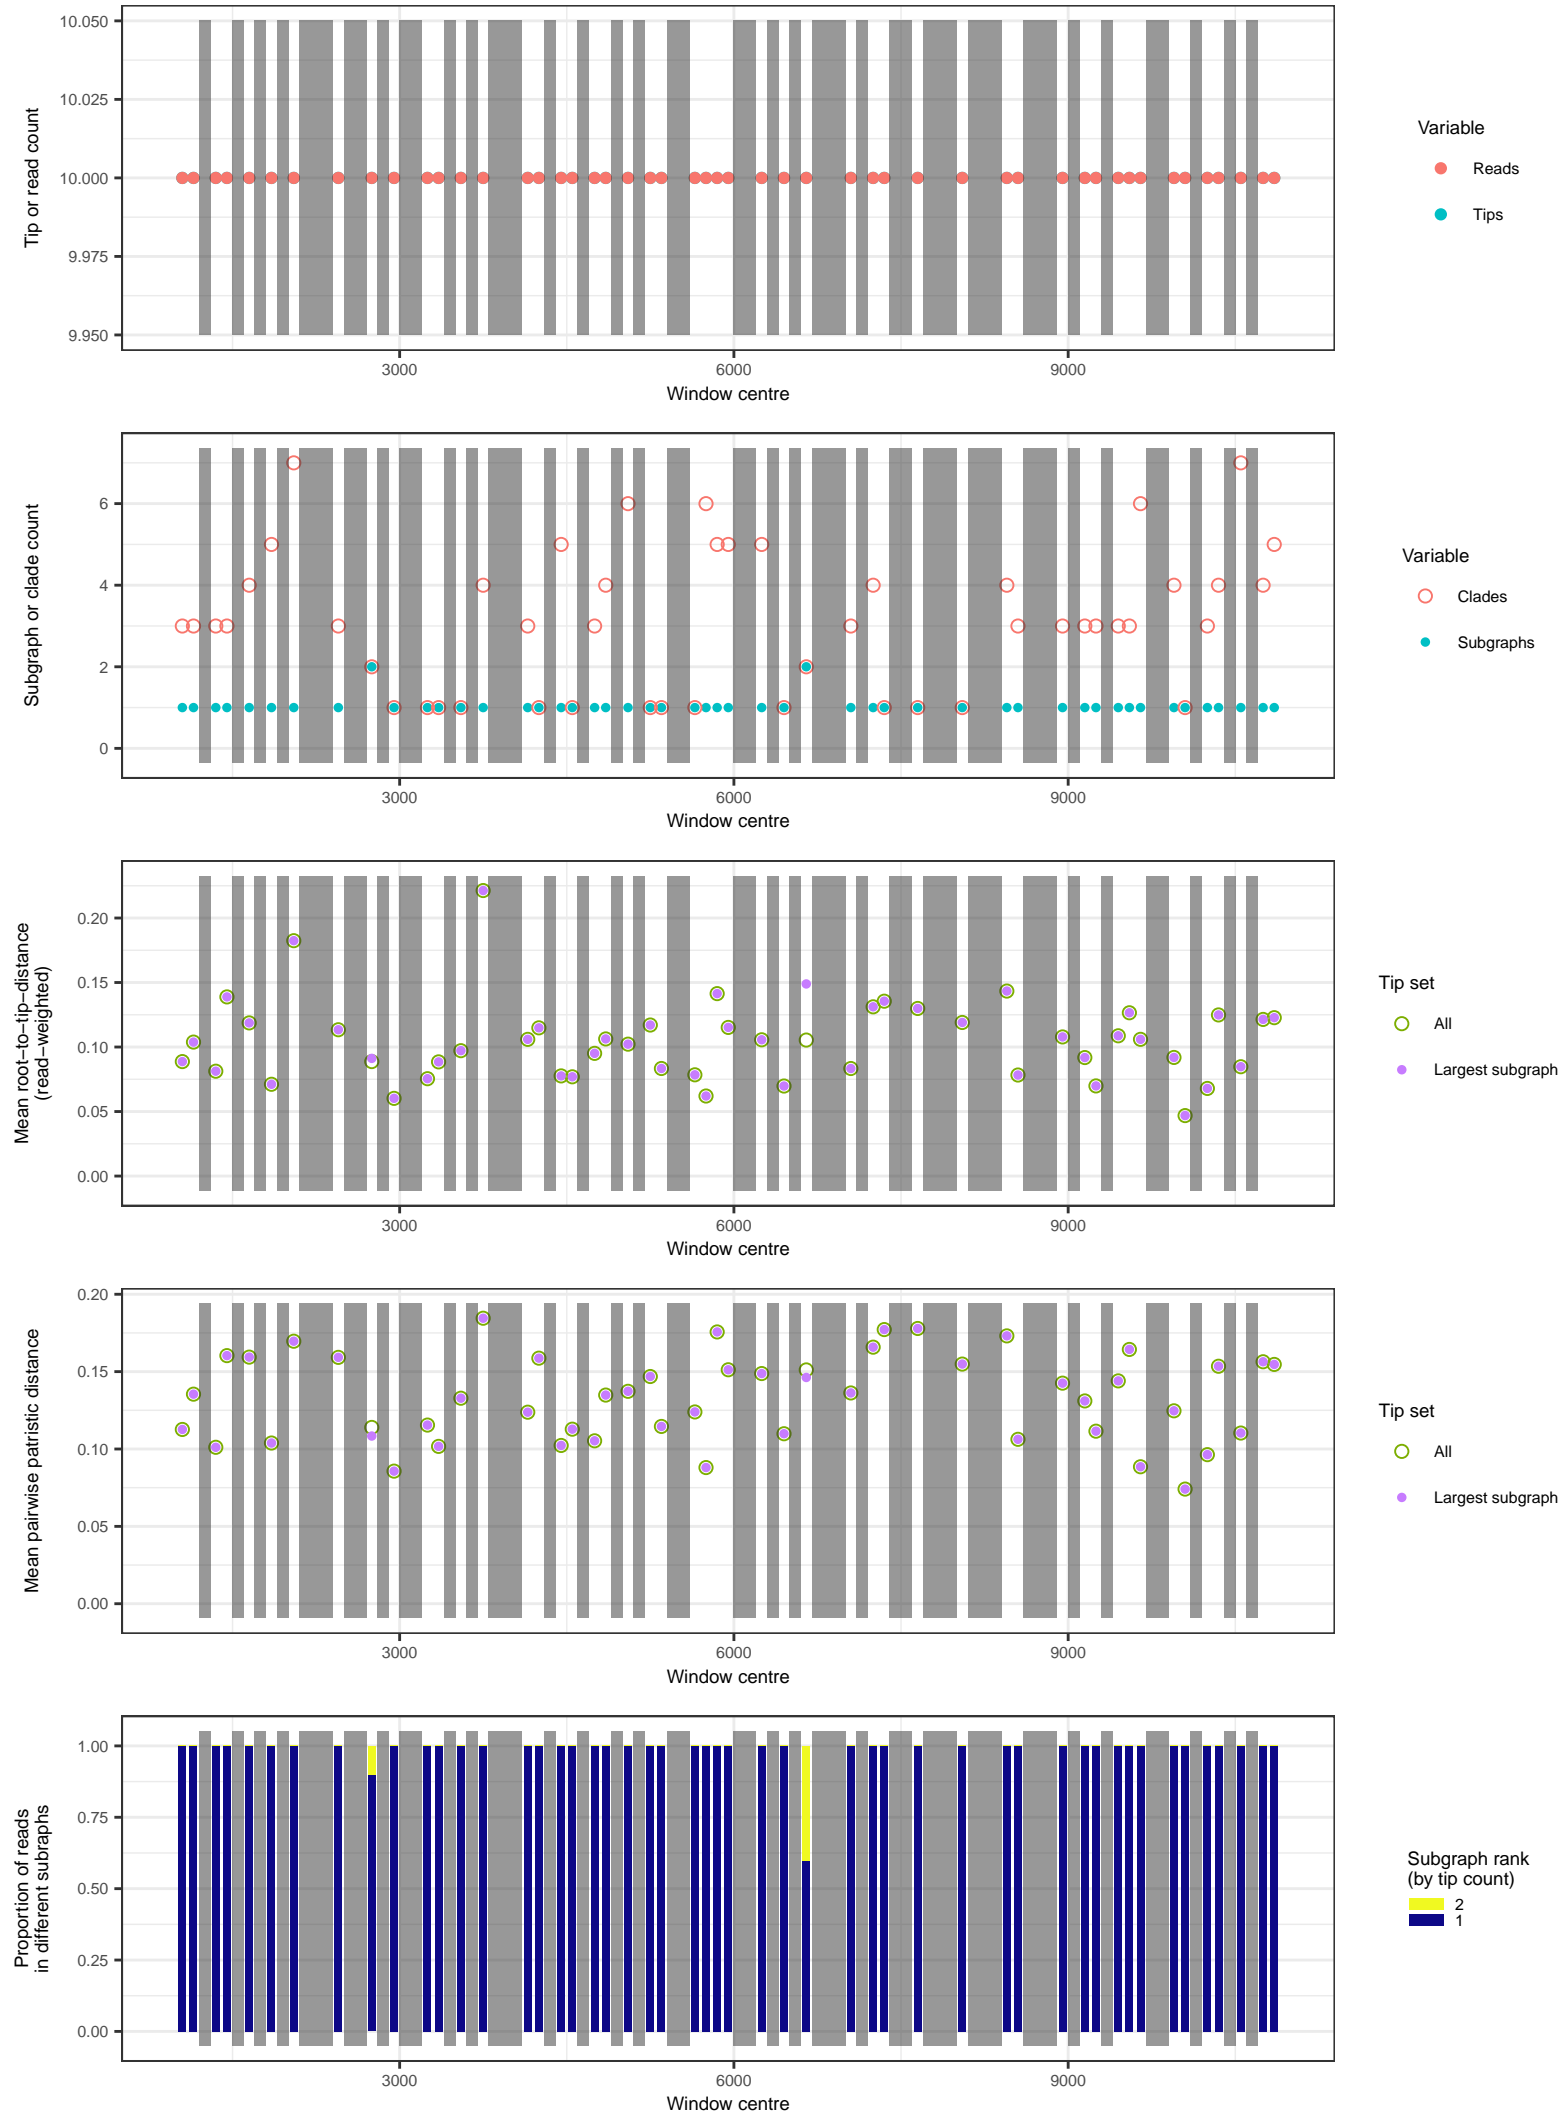 10.050
10.025
10.000
9.975
9.950
Tip or read count
3000
6000
9000
Window centre
Variable
Reads
Tips
6
4
2
0
Subgraph or clade count
3000
6000
9000
Window centre
Variable
Clades
Subgraphs
0.20
0.15
0.10
0.05
0.00
Mean root−to−tip−distance
(read−weighted)
3000
6000
9000
Window centre
Tip set
All
Largest subgraph
0.20
0.15
0.10
0.05
0.00
Mean pairwise patristic distance
3000
6000
9000
Window centre
Tip set
All
Largest subgraph
1.00
0.75
0.50
0.25
0.00
Proportion of reads
in different subraphs
3000
6000
9000
Window centre
Subgraph rank
(by tip count)
2
1